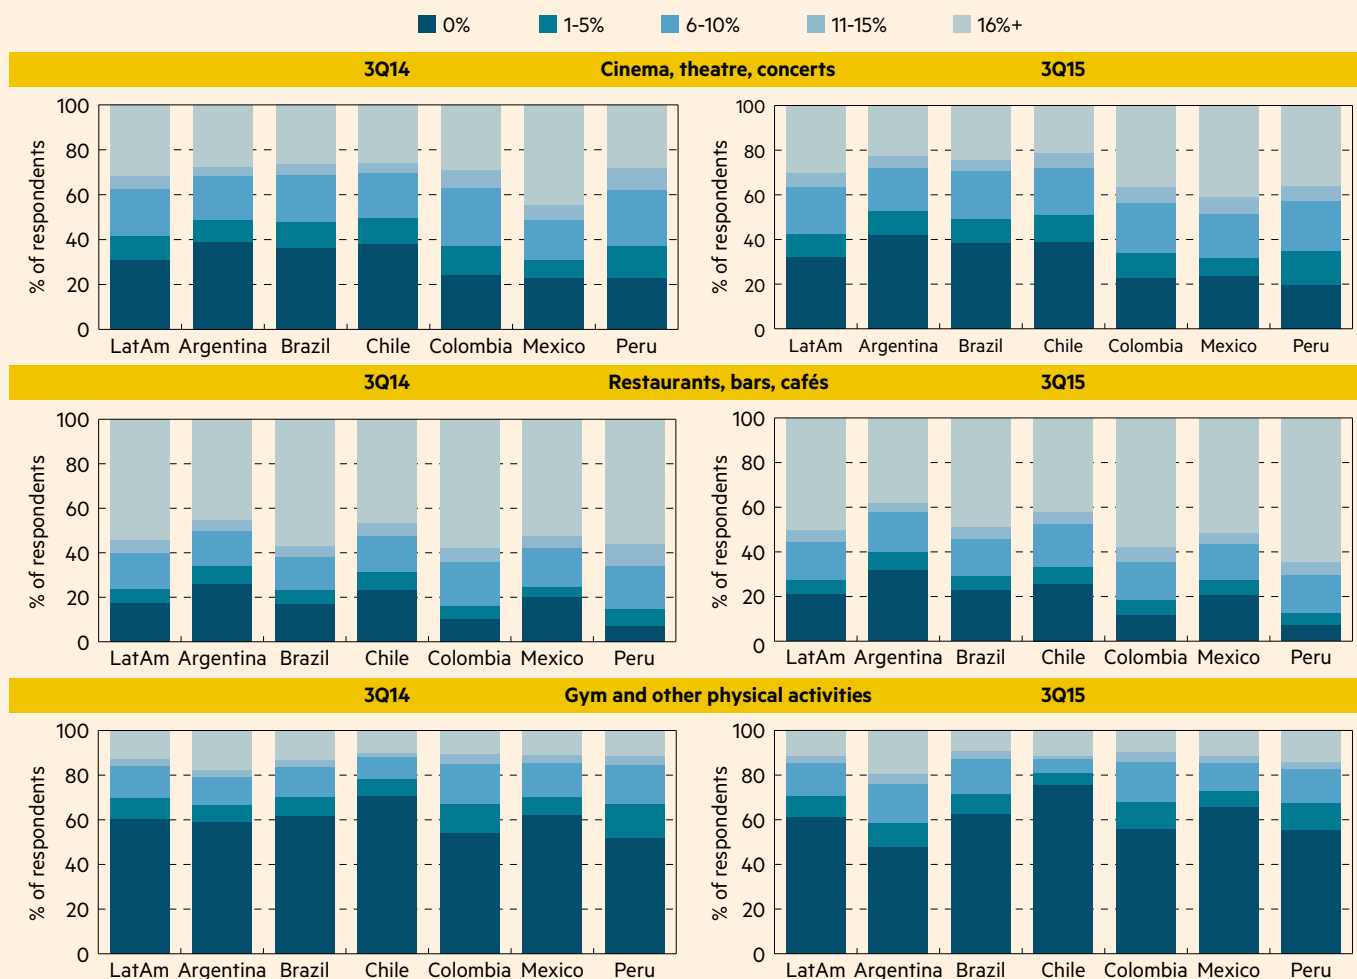 0% 1-5% 6-10% 11-15% 16%+
3Q14 Cinema, theatre, concerts 3Q15
% of respondents
100
80
60
40
20
0
LatAm Argentina Brazil Chile Colombia Mexico Peru
% of respondents
100
80
60
40
20
0
LatAm Argentina Brazil Chile Colombia Mexico Peru
3Q14 Restaurants, bars, cafés 3Q15
% of respondents
100
80
60
40
20
0
LatAm Argentina Brazil Chile Colombia Mexico Peru
% of respondents
100
80
60
40
20
0
LatAm Argentina Brazil Chile Colombia Mexico Peru
3Q14 Gym and other physical activities 3Q15
% of respondents
100
80
60
40
20
0
LatAm Argentina Brazil Chile Colombia Mexico Peru
% of respondents
100
80
60
40
20
0
LatAm Argentina Brazil Chile Colombia Mexico Peru